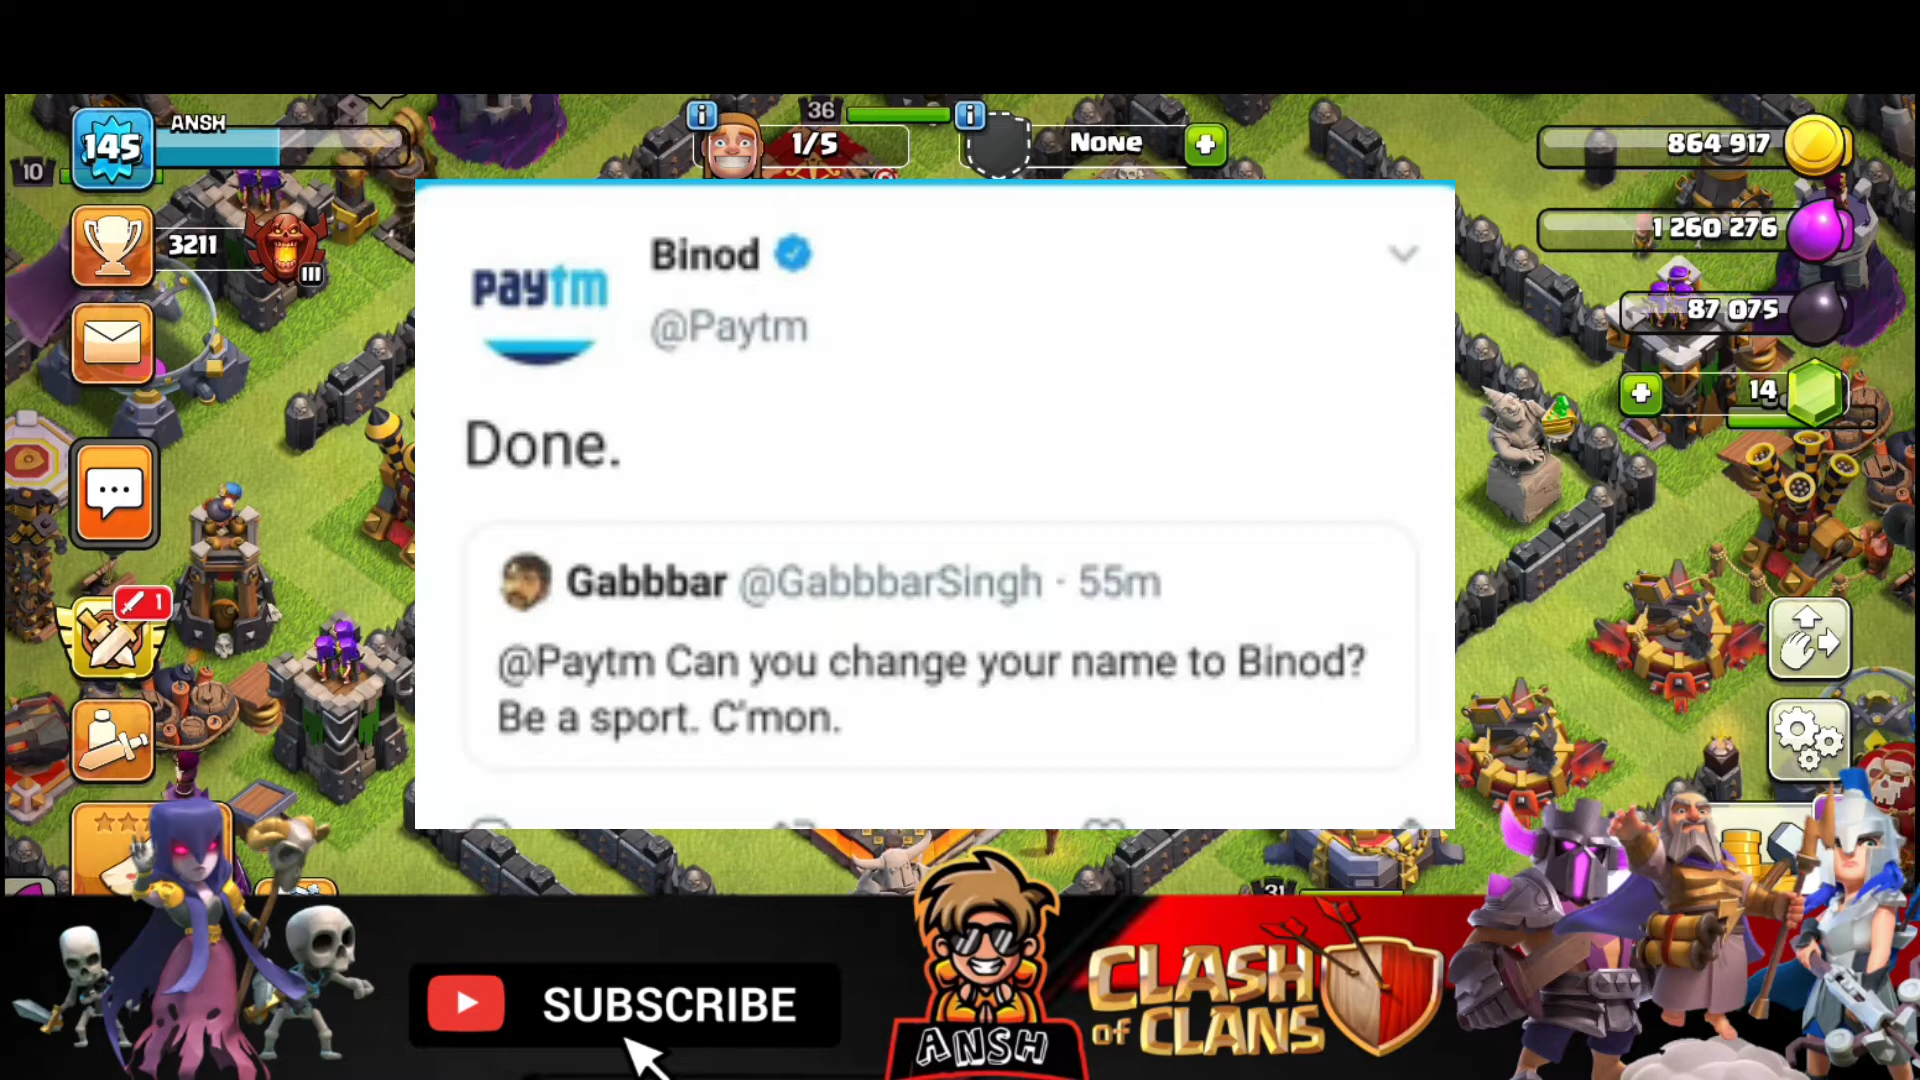 145
ANSH
36
1/5
None
864 917
10
3211
1 260 276
87 075
14
paytm
Binod
@Paytm
Done.
Gabbbar @GabbbarSingh · 55m
@Paytm Can you change your name to Binod?
Be a sport. C'mon.
1
31
SUBSCRIBE
ANSH
CLASH
OF CLANS